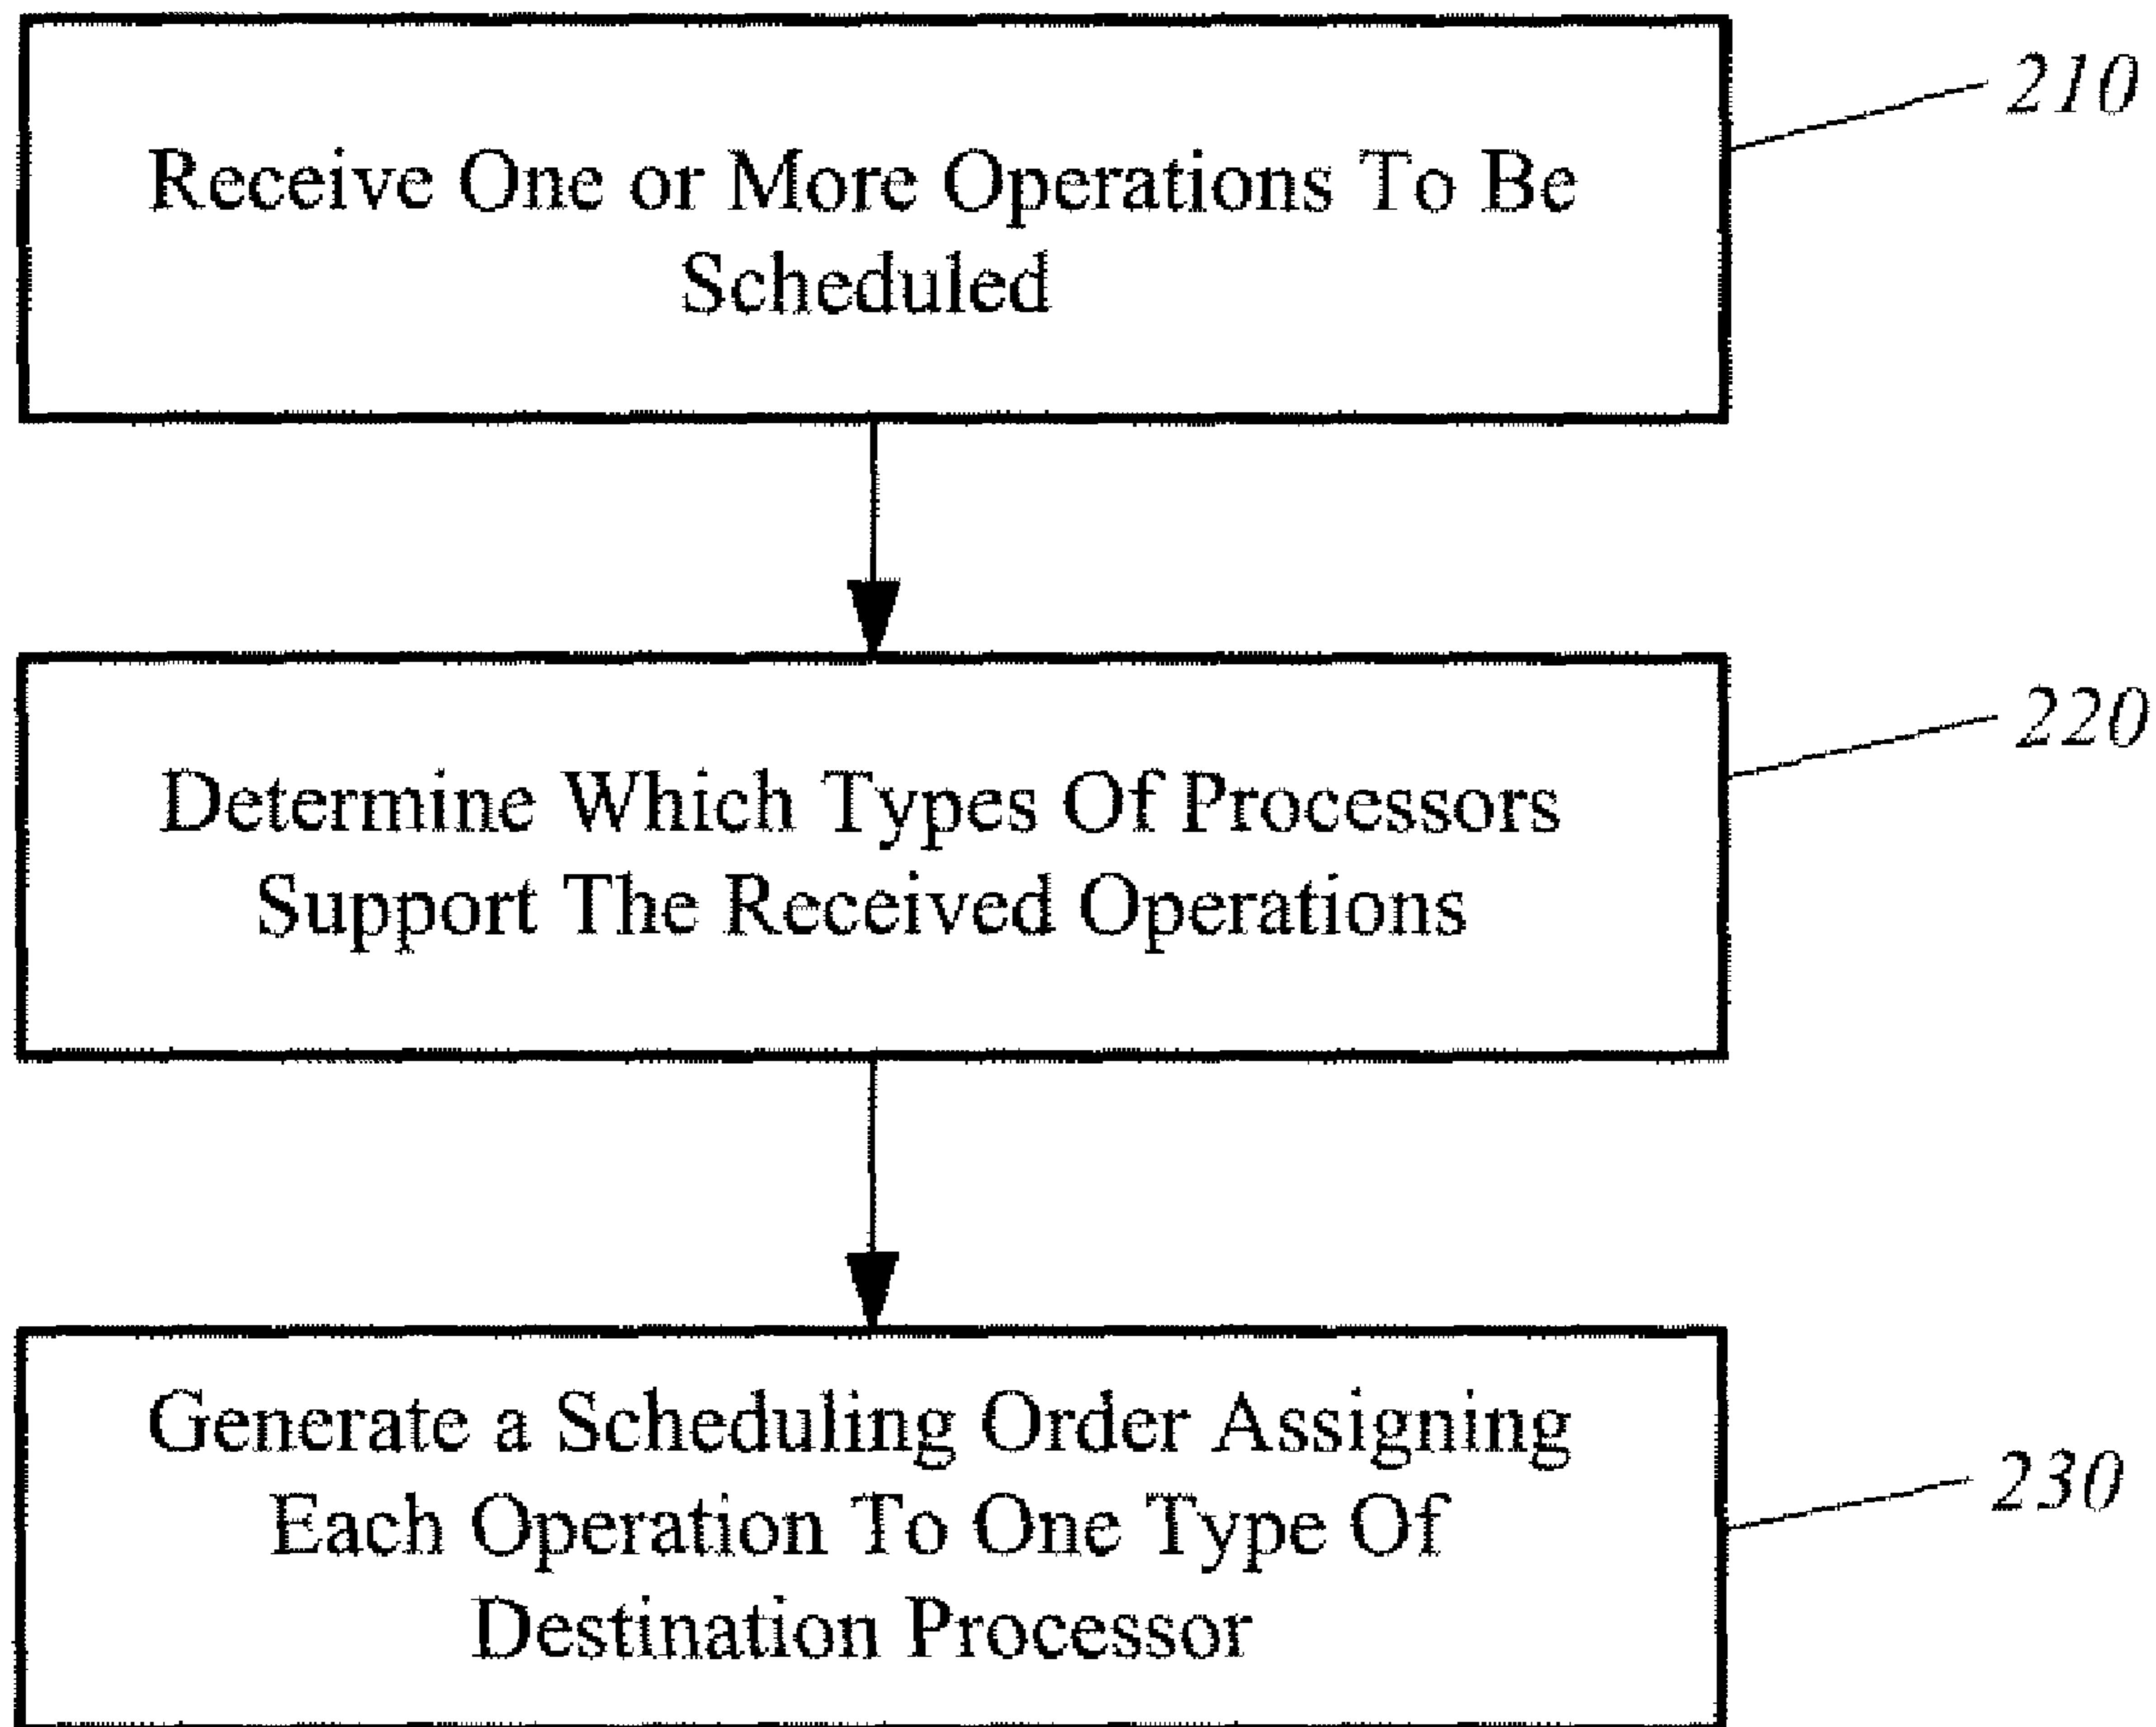 Receive One or More Operations To Be
Scheduled
210
Determine Which Types Of Processors
Support The Received Operations
220
Generate a Scheduling Order Assigning
Each Operation To One Type Of
Destination Processor
230